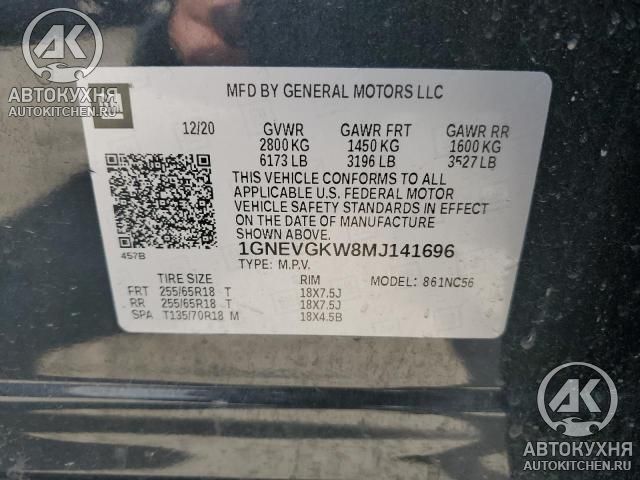 АВТОКУХНЯ
AUTOKITCHEN.RU
MFD BY GENERAL MOTORS LLC
12/20 GVWR GAWR FRT GAWR RR
2800 KG 1450 KG 1600 KG
6173 LB 3196 LB 3527 LB
THIS VEHICLE CONFORMS TO ALL
APPLICABLE U.S. FEDERAL MOTOR
VEHICLE SAFETY STANDARDS IN EFFECT
ON THE DATE OF MANUFACTURE
SHOWN ABOVE.
457B
1GNEVGKW8MJ141696
TYPE: M.P.V.
TIRE SIZE RIM MODEL: 861NC56
FRT 255/65R18 T 18X7.5J
RR 255/65R18 T 18X7.5J
SPA T135/70R18 M 18X4.5B
АК
АВТОКУХНЯ
AUTOKITCHEN.RU